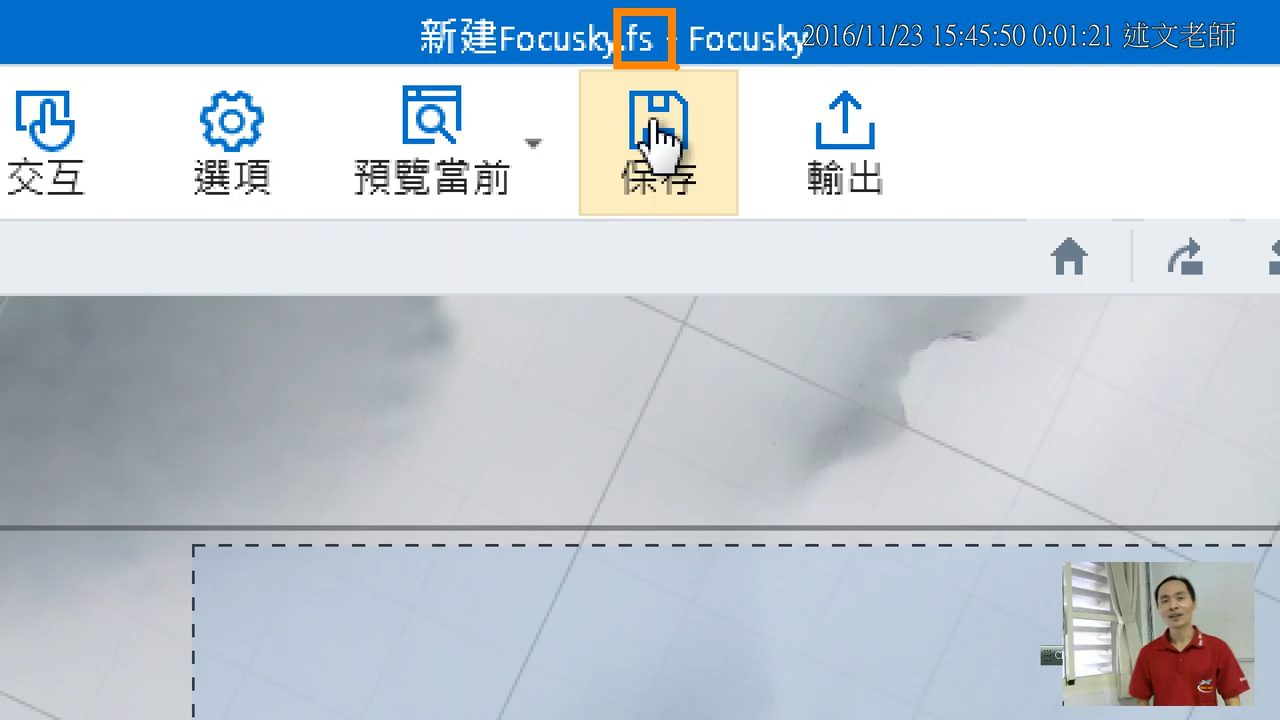 新建Focusky.fs - Focusky
2016/11/23 15:45:50 0:01:21 述文老師
交互
選項
預覽當前
保存
輸出